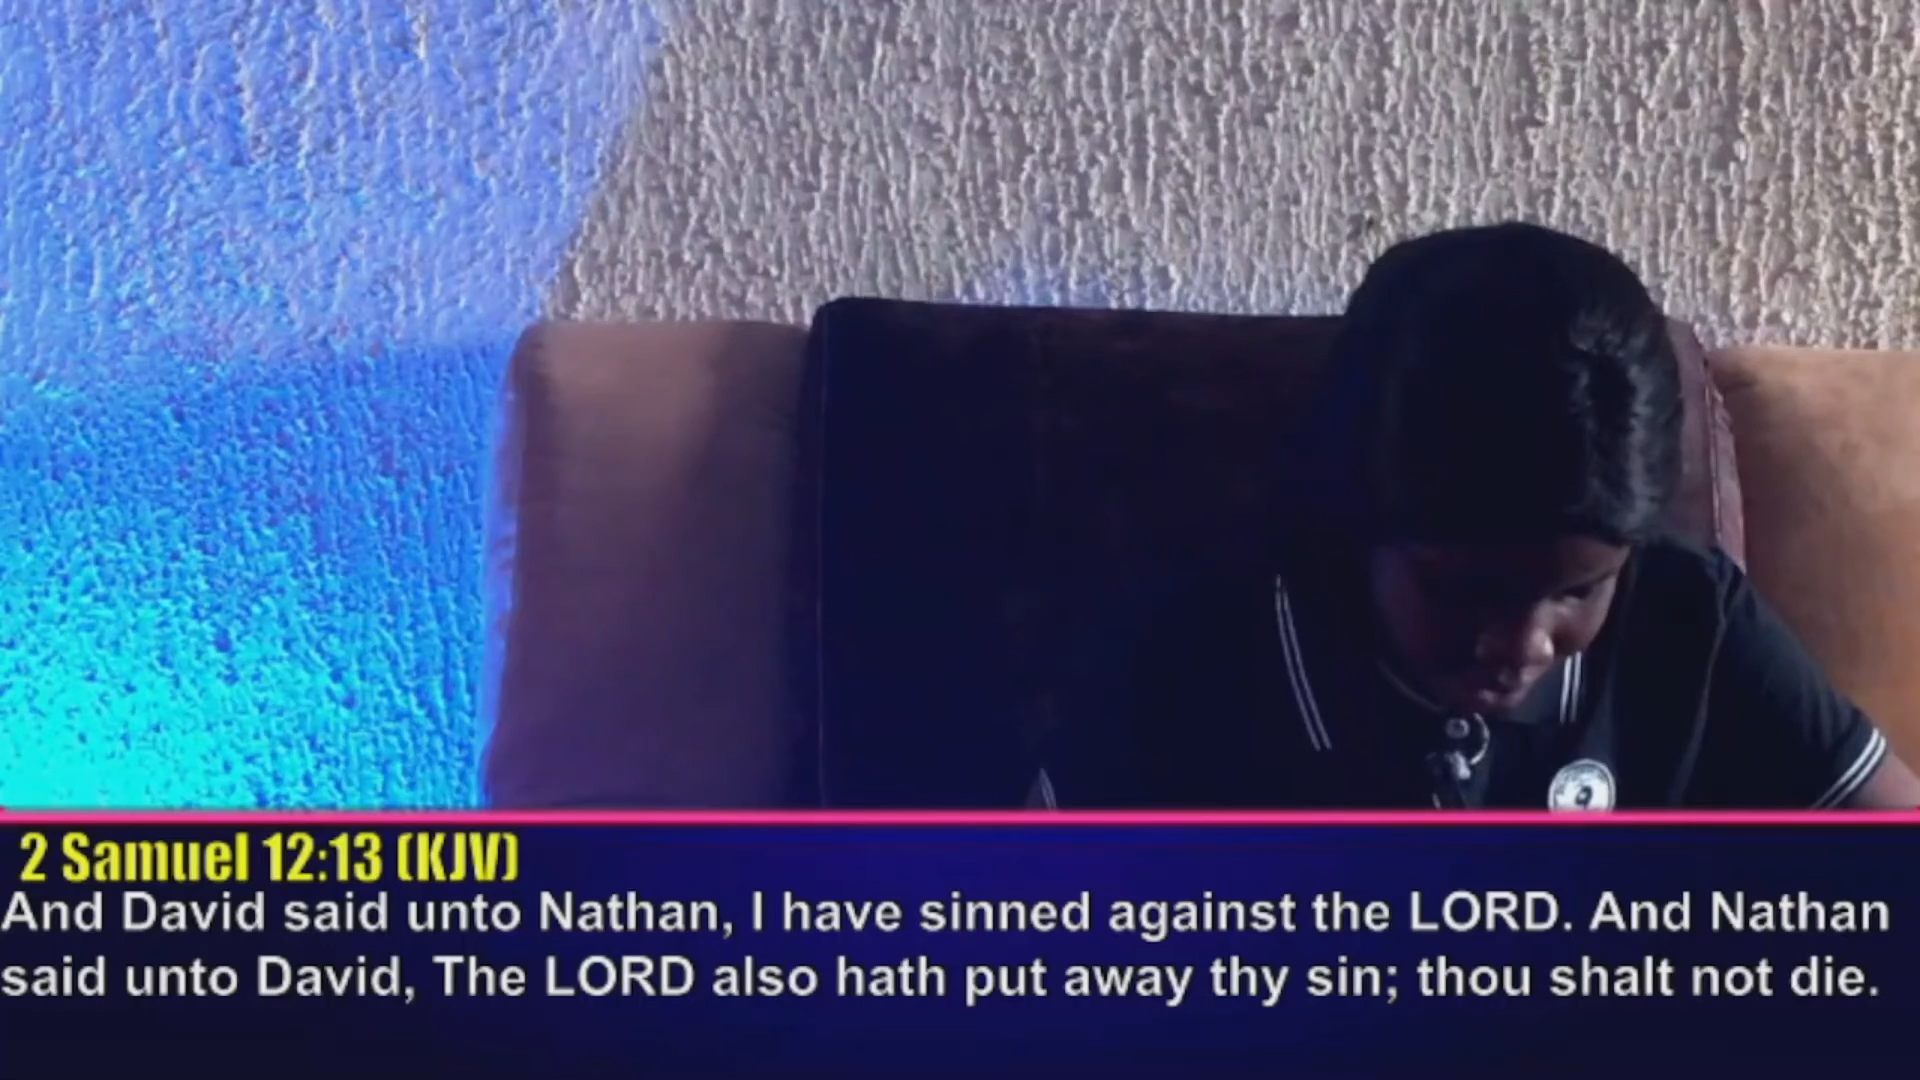 2 Samuel 12:13 (KJV)
And David said unto Nathan, I have sinned against the LORD. And Nathan
said unto David, The LORD also hath put away thy sin; thou shalt not die.